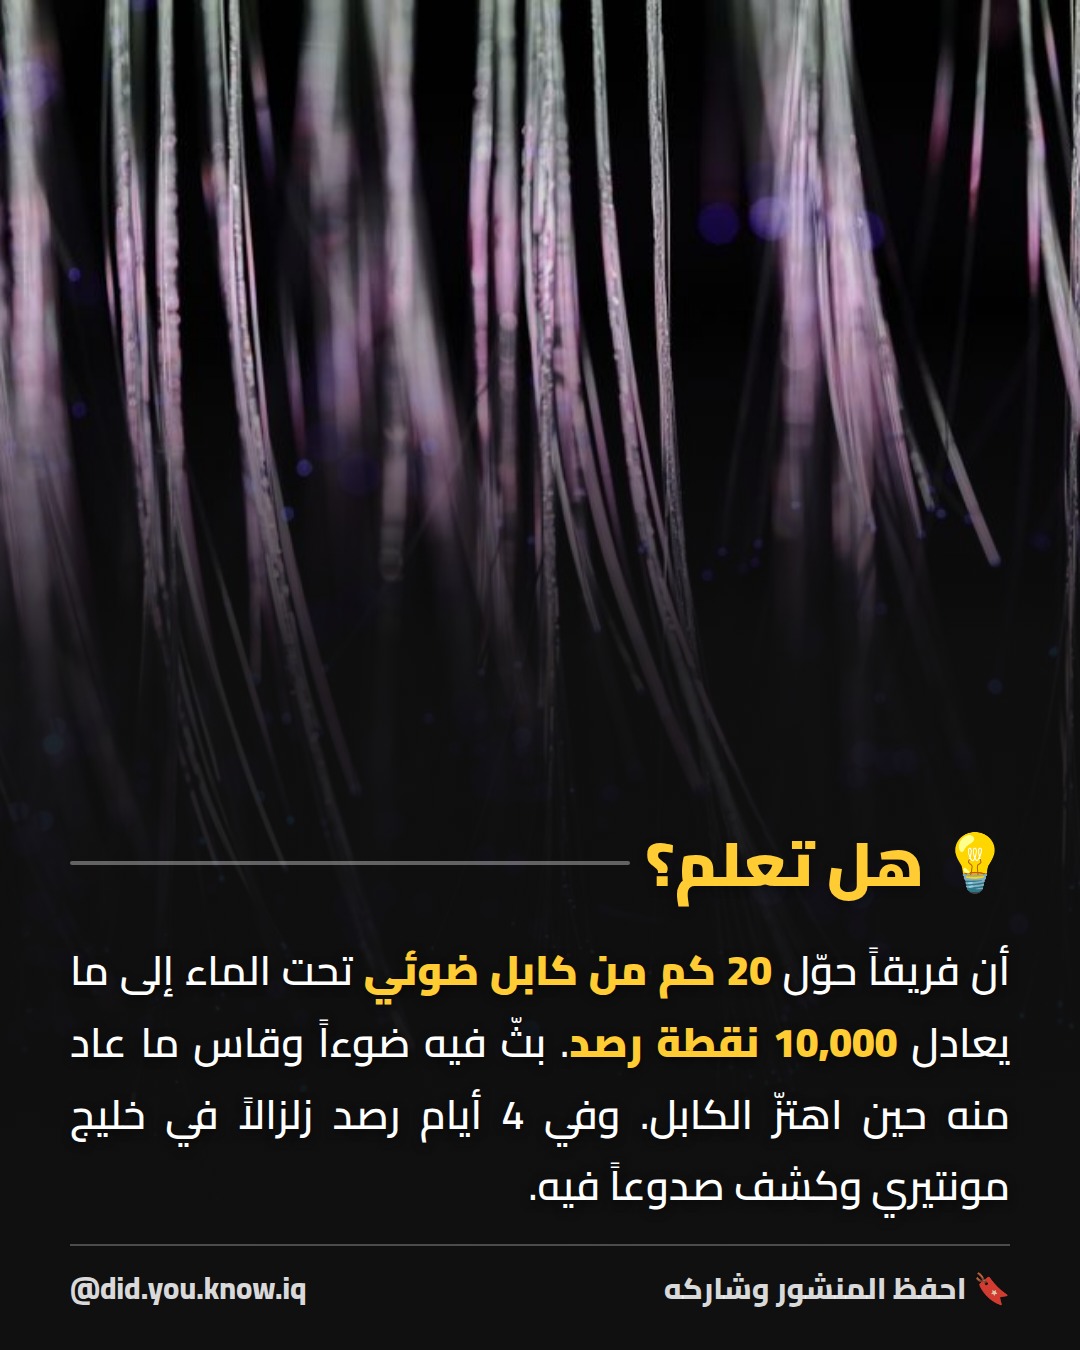 💡 هل تعلم؟
أن فريقاً حوّل 20 كم من كابل ضوئي تحت الماء إلى ما
يعادل 10,000 نقطة رصد. بثّ فيه ضوءاً وقاس ما عاد
منه حين اهتزّ الكابل. وفي 4 أيام رصد زلزالاً في خليج
مونتيري وكشف صدوعاً فيه.
🔖 احفظ المنشور وشاركه
@did.you.know.iq